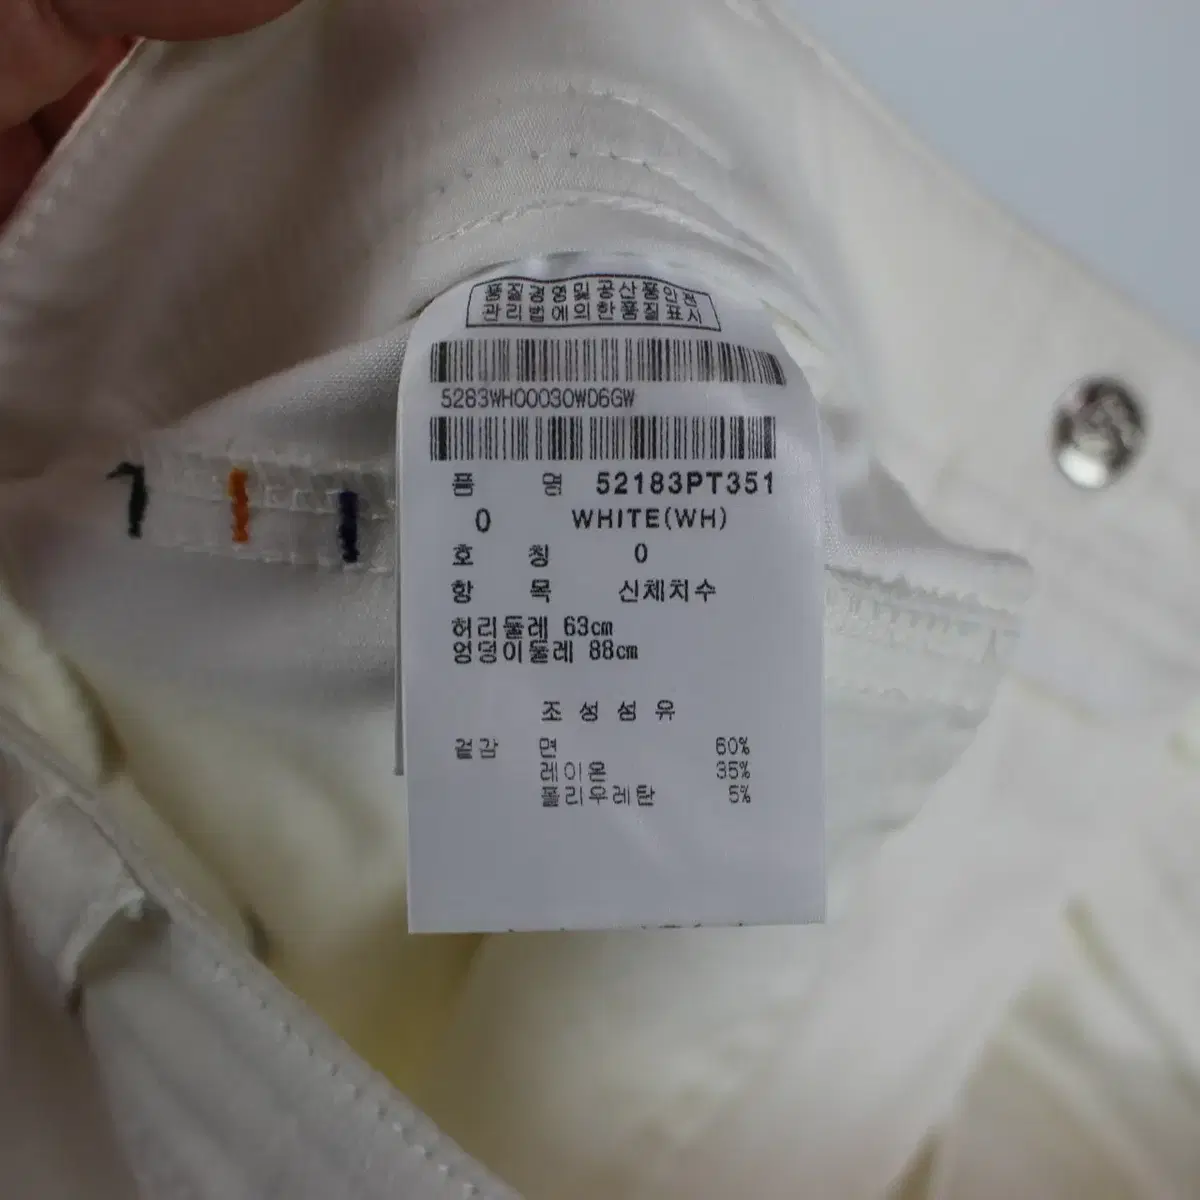 품질경영및공산품안전
관리법에의한품질표시
5283WH00030WD6GW
품 명 52183PT351
0 WHITE(WH)
호 칭 0
항 목 신체치수
허리둘레 63cm
엉덩이둘레 88cm
조성섬유
겉감 면 60%
레이온 35%
폴리우레탄 5%